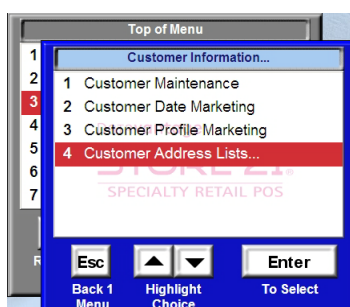 Top of Menu
1
2
3
4
5
6
7
Customer Information...
1 Customer Maintenance
2 Customer Date Marketing
3 Customer Profile Marketing
4 Customer Address Lists...
SPECIALTY RETAIL POS
Esc
Enter
Back 1 Menu
Highlight Choice
To Select